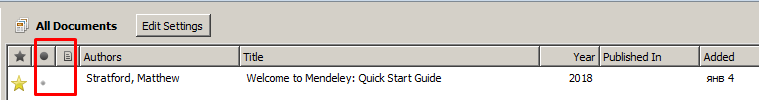 All Documents Edit Settings
Authors Title Year Published In Added
Stratford, Matthew Welcome to Mendeley: Quick Start Guide 2018 янв 4